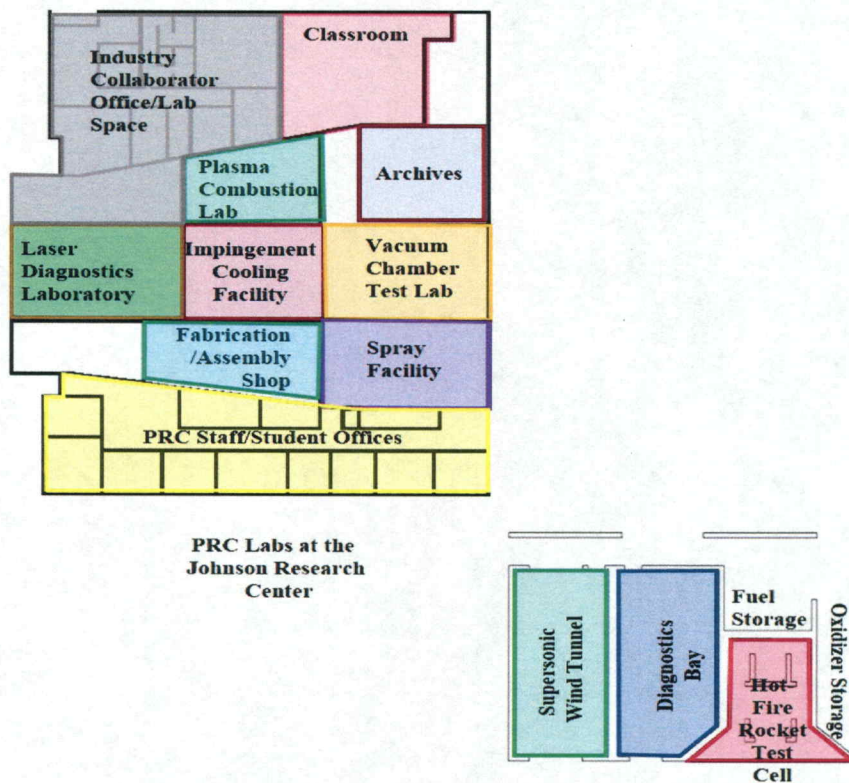 Classroom
Industry
Collaborator
Office/Lab
Space
Plasma
Combustion
Lab
Archives
Laser
Diagnostics
Laboratory
Impingement
Cooling
Facility
Vacuum
Chamber
Test Lab
Fabrication
/Assembly
Shop
Spray
Facility
PRC Staff/Student Offices
PRC Labs at the
Johnson Research
Center
Supersonic
Wind Tunnel
Diagnostics
Bay
Fuel
Storage
Oxidizer Storage
Hot-
Fire
Rocket
Test
Cell